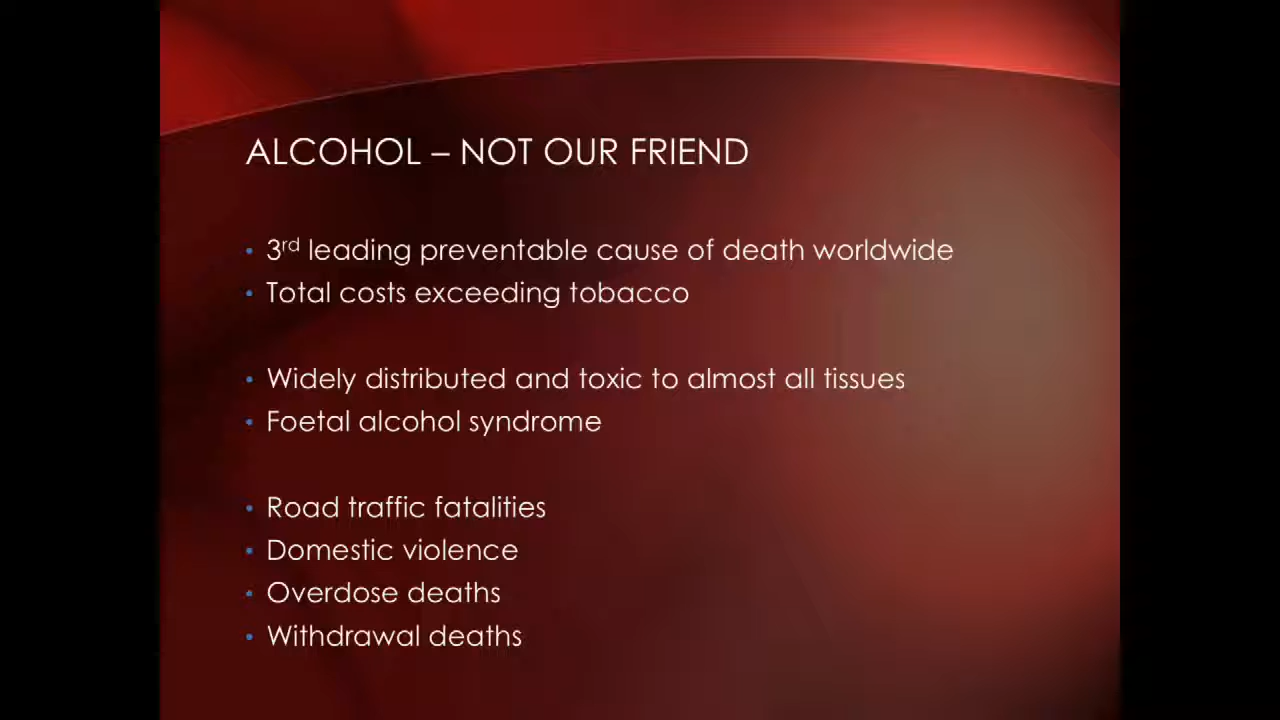 ALCOHOL – NOT OUR FRIEND
• 3rd leading preventable cause of death worldwide
• Total costs exceeding tobacco
• Widely distributed and toxic to almost all tissues
• Foetal alcohol syndrome
• Road traffic fatalities
• Domestic violence
• Overdose deaths
• Withdrawal deaths